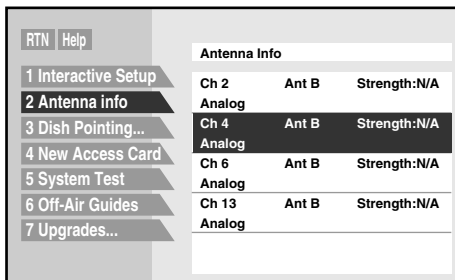 RTN Help
1 Interactive Setup
2 Antenna info
3 Dish Pointing...
4 New Access Card
5 System Test
6 Off-Air Guides
7 Upgrades...
Antenna Info
Ch 2 Ant B Strength:N/A
Analog
Ch 4 Ant B Strength:N/A
Analog
Ch 6 Ant B Strength:N/A
Analog
Ch 13 Ant B Strength:N/A
Analog